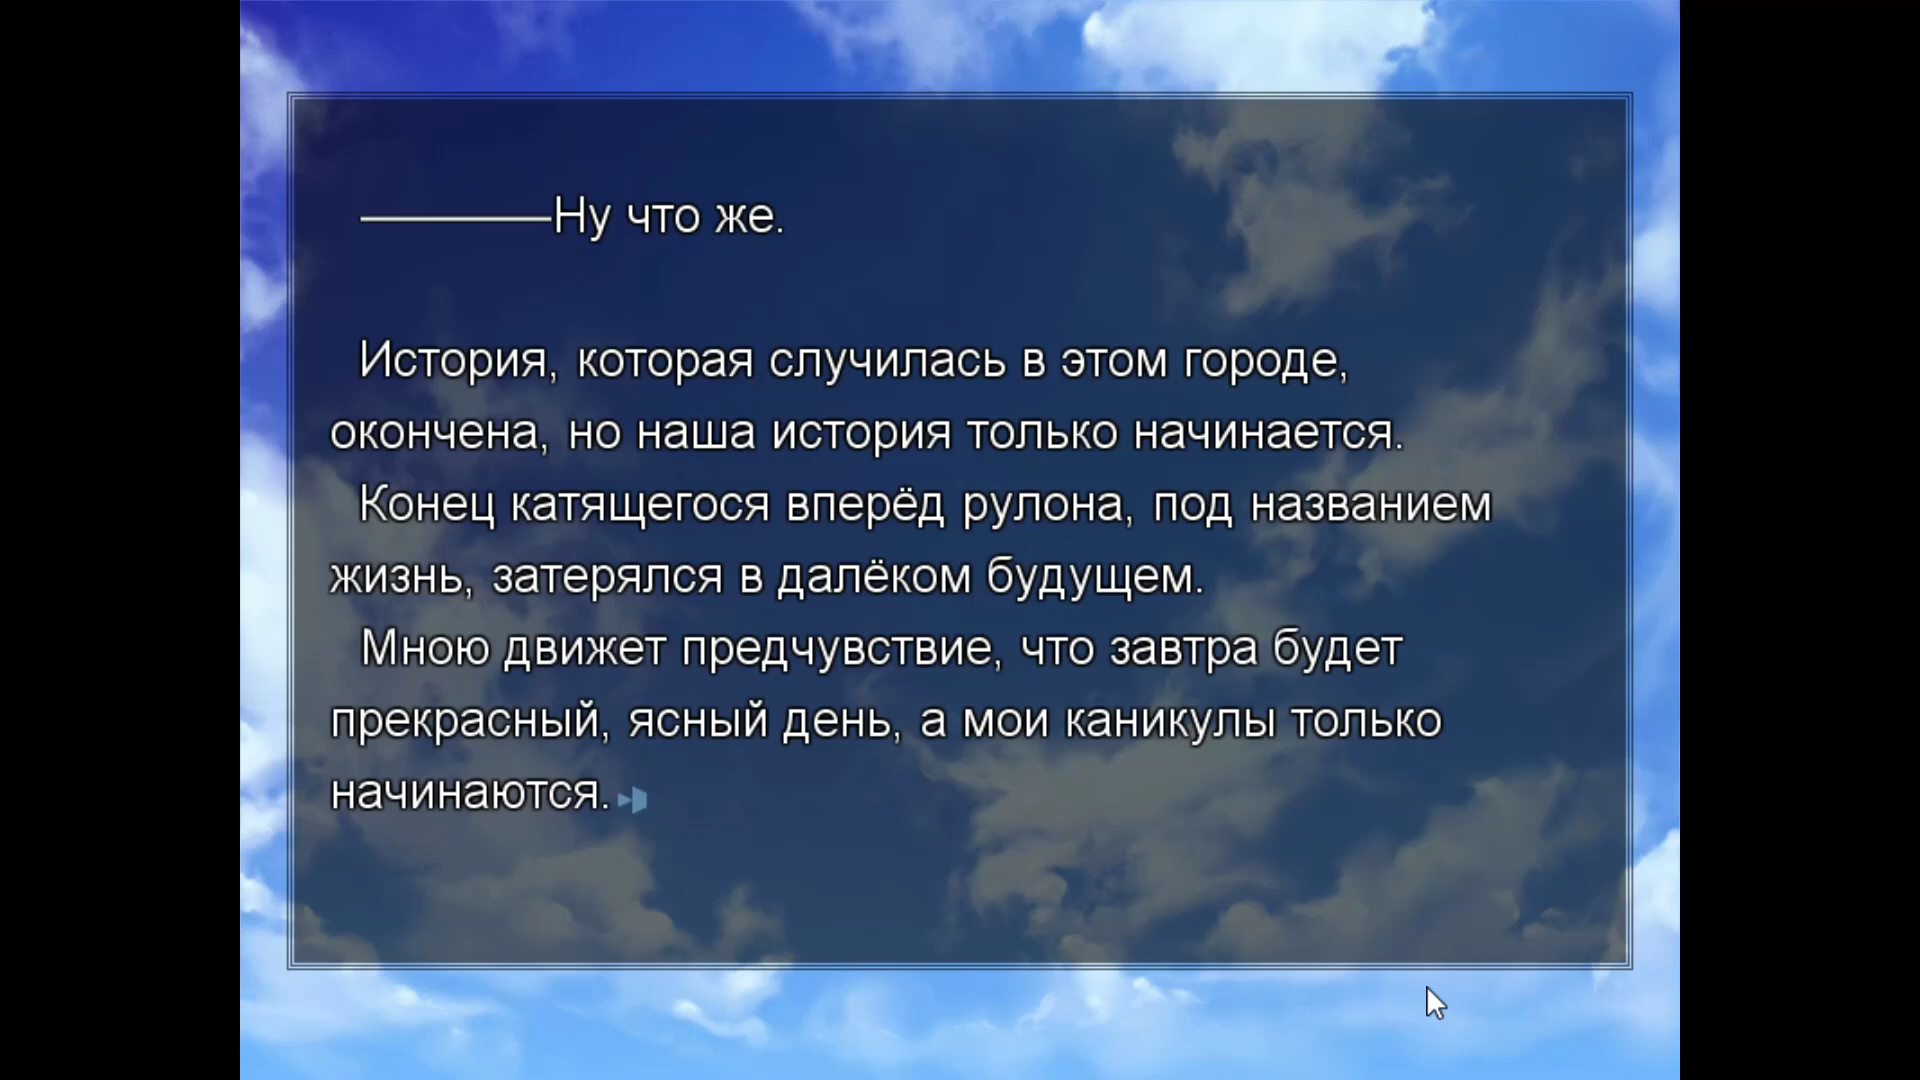 ————Ну что же.
История, которая случилась в этом городе,
окончена, но наша история только начинается.
Конец катящегося вперёд рулона, под названием
жизнь, затерялся в далёком будущем.
Мною движет предчувствие, что завтра будет
прекрасный, ясный день, а мои каникулы только
начинаются.